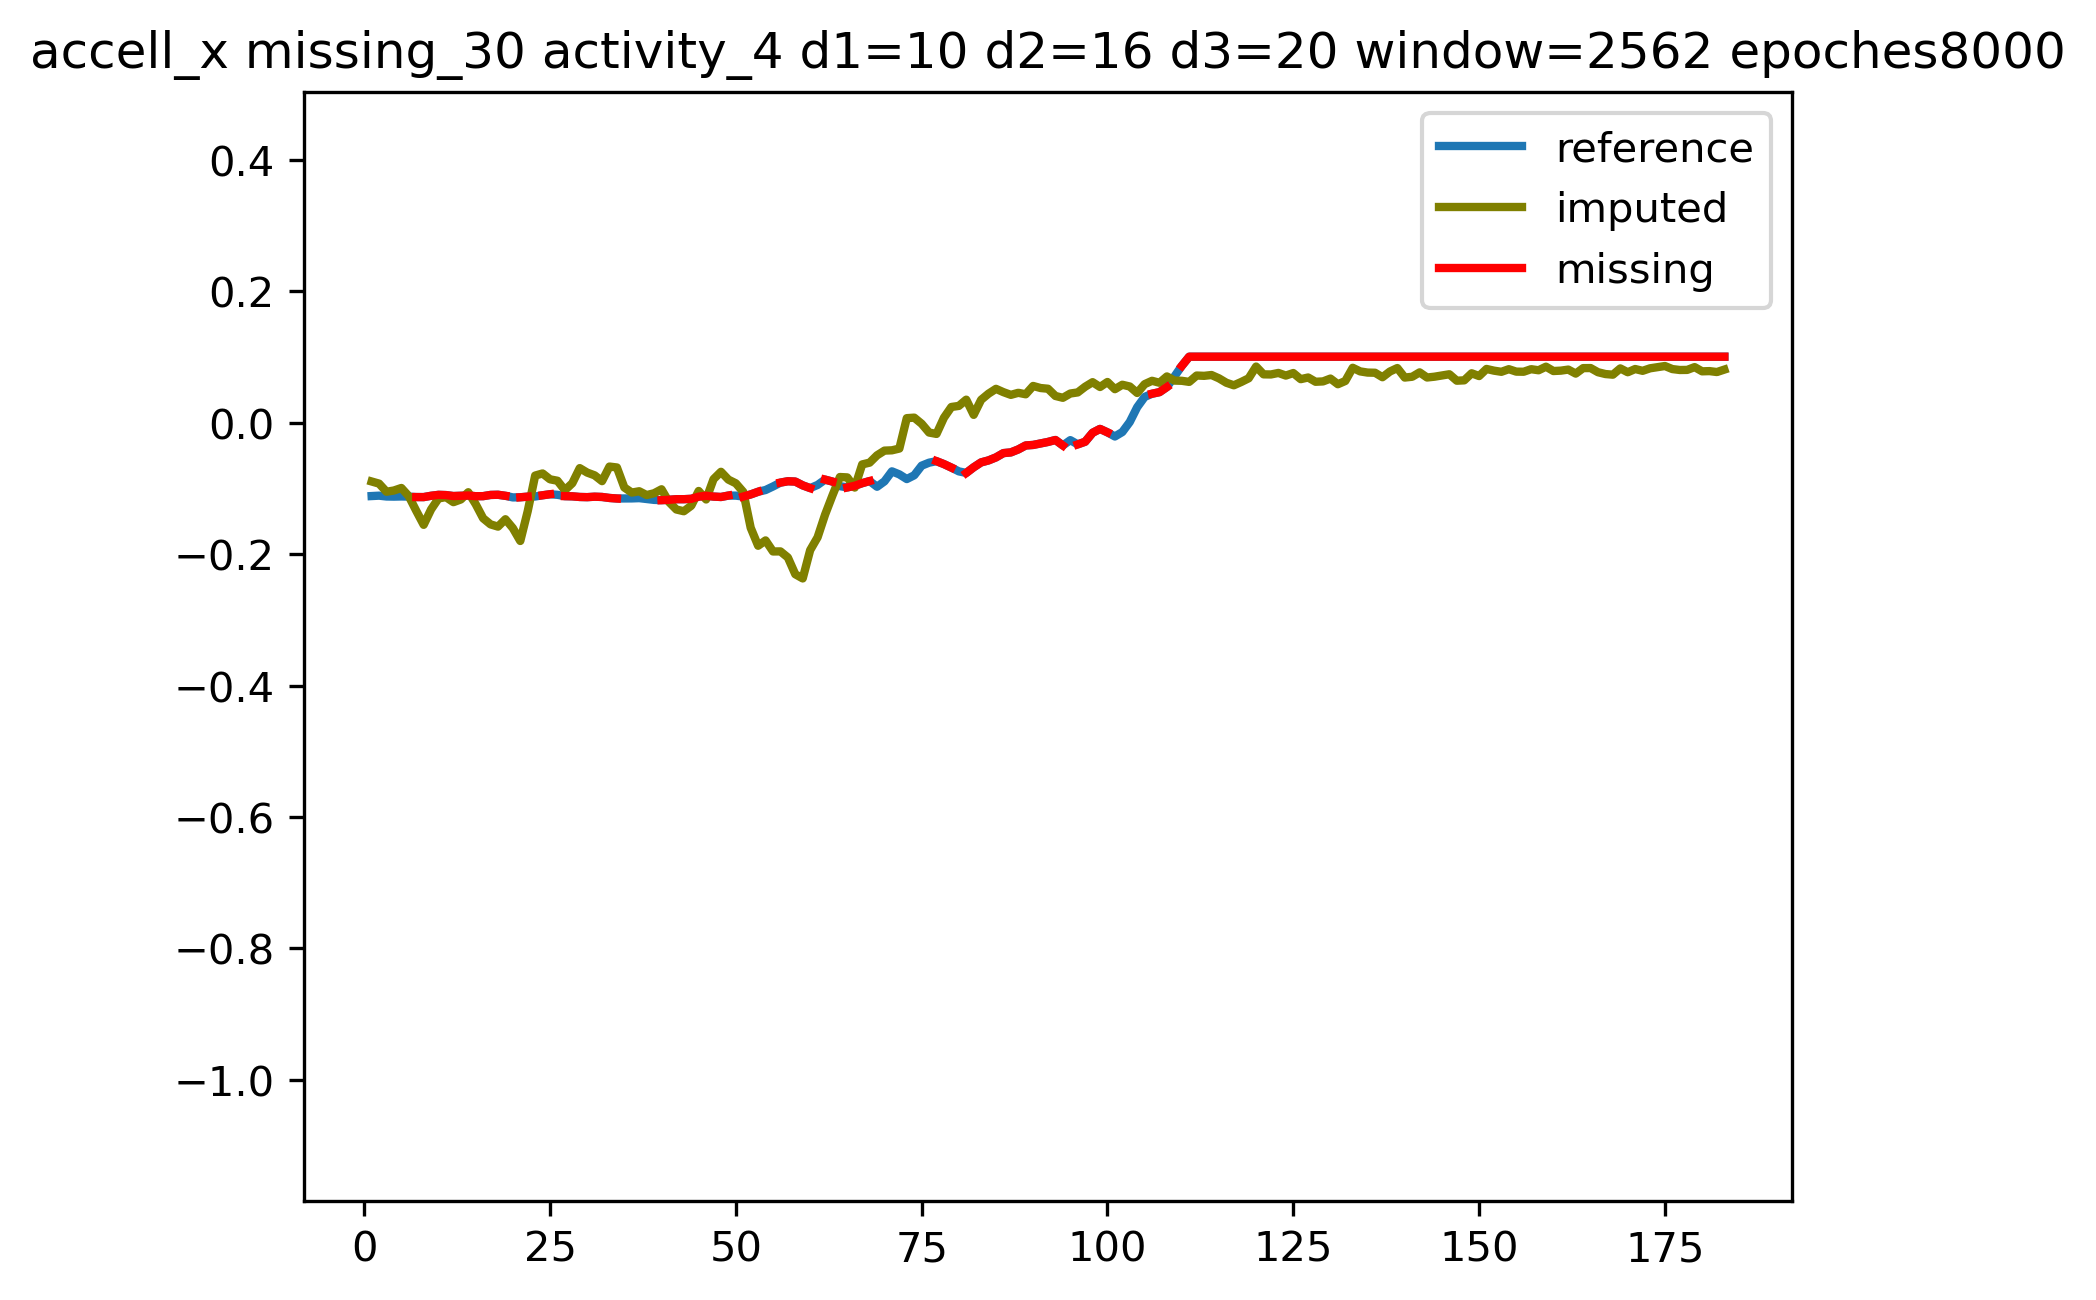 accell_x missing_30 activity_4 d1=10 d2=16 d3=20 window=2562 epoches8000
reference
imputed
missing
0.4
0.2
0.0
−0.2
−0.4
−0.6
−0.8
−1.0
0 25 50 75 100 125 150 175